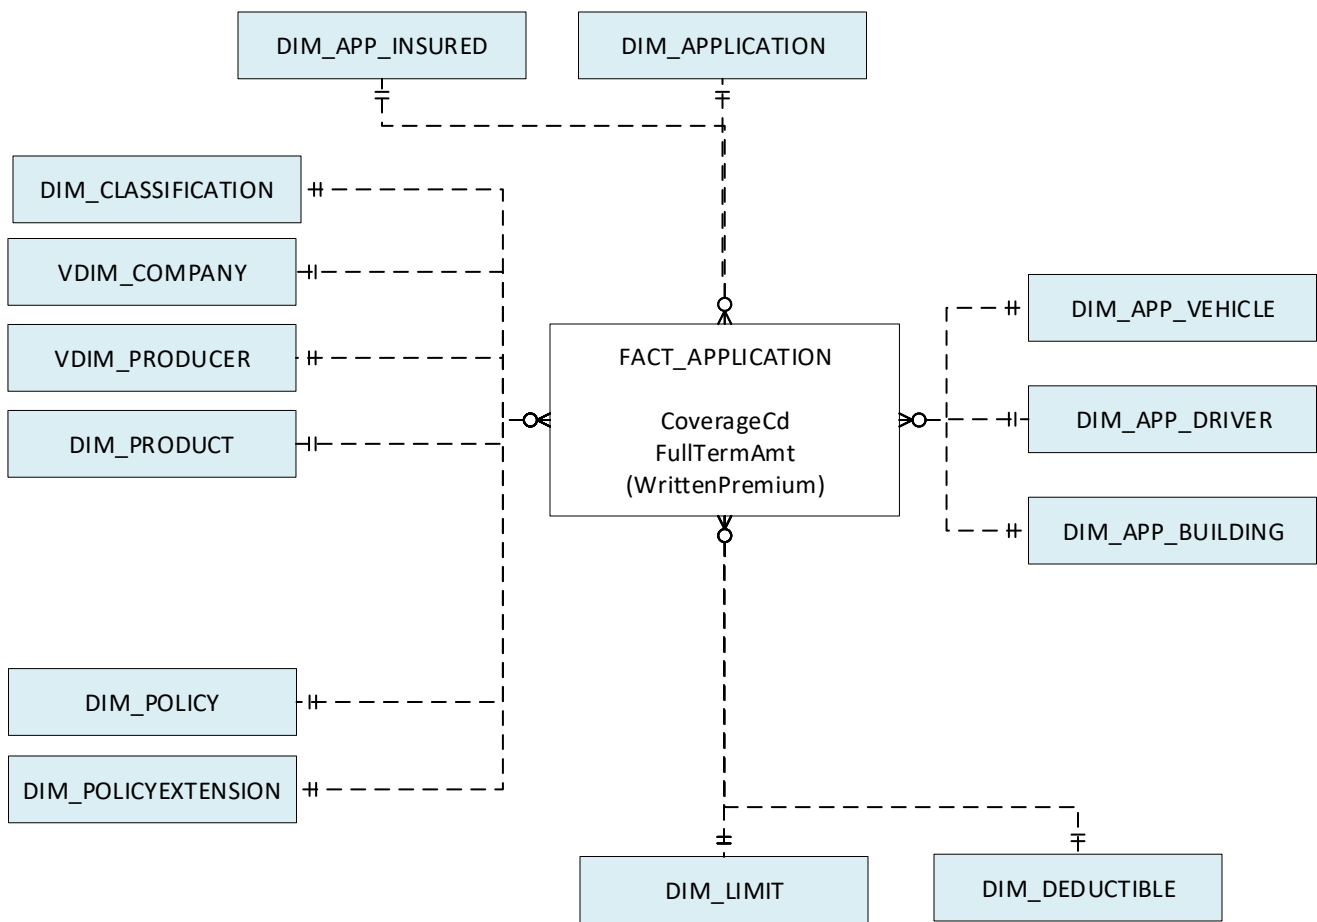 DIM_APP_INSURED
DIM_APPLICATION
DIM_CLASSIFICATION
VDIM_COMPANY
VDIM_PRODUCER
DIM_PRODUCT
DIM_POLICY
DIM_POLICYEXTENSION
FACT_APPLICATION
CoverageCd
FullTermAmt
(WrittenPremium)
DIM_APP_VEHICLE
DIM_APP_DRIVER
DIM_APP_BUILDING
DIM_LIMIT
DIM_DEDUCTIBLE